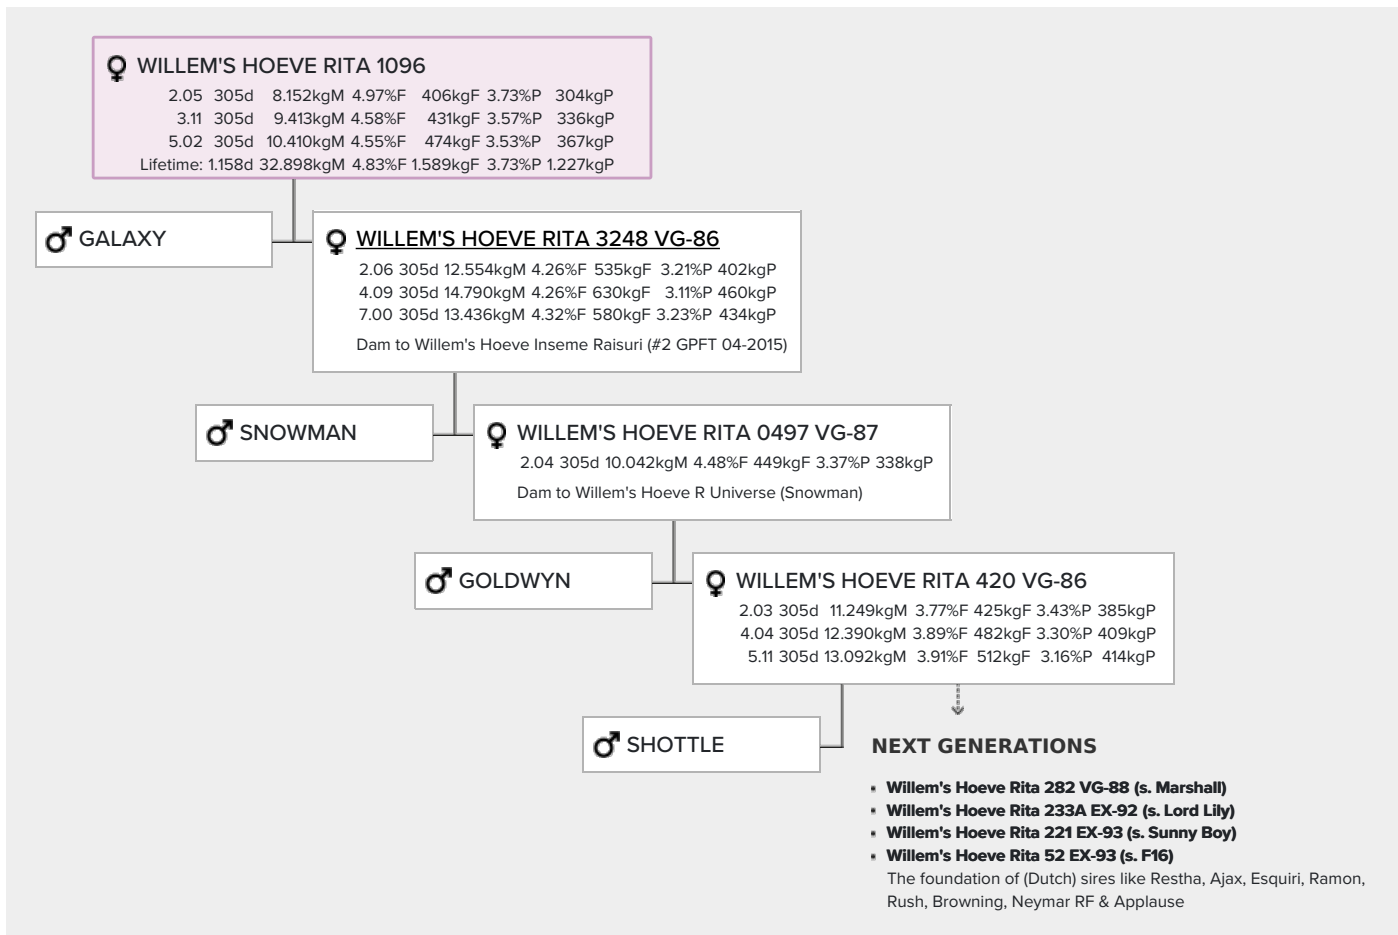 WILLEM'S HOEVE RITA 1096
2.05 305d 8.152kgM 4.97%F 406kgF 3.73%P 304kgP
3.11 305d 9.413kgM 4.58%F 431kgF 3.57%P 336kgP
5.02 305d 10.410kgM 4.55%F 474kgF 3.53%P 367kgP
Lifetime: 1.158d 32.898kgM 4.83%F 1.589kgF 3.73%P 1.227kgP
GALAXY
WILLEM'S HOEVE RITA 3248 VG-86
2.06 305d 12.554kgM 4.26%F 535kgF 3.21%P 402kgP
4.09 305d 14.790kgM 4.26%F 630kgF 3.11%P 460kgP
7.00 305d 13.436kgM 4.32%F 580kgF 3.23%P 434kgP
Dam to Willem's Hoeve Inseme Raisuri (#2 GPFT 04-2015)
SNOWMAN
WILLEM'S HOEVE RITA 0497 VG-87
2.04 305d 10.042kgM 4.48%F 449kgF 3.37%P 338kgP
Dam to Willem's Hoeve R Universe (Snowman)
GOLDWYN
WILLEM'S HOEVE RITA 420 VG-86
2.03 305d 11.249kgM 3.77%F 425kgF 3.43%P 385kgP
4.04 305d 12.390kgM 3.89%F 482kgF 3.30%P 409kgP
5.11 305d 13.092kgM 3.91%F 512kgF 3.16%P 414kgP
SHOTTLE
NEXT GENERATIONS
▪ Willem's Hoeve Rita 282 VG-88 (s. Marshall)
▪ Willem's Hoeve Rita 233A EX-92 (s. Lord Lily)
▪ Willem's Hoeve Rita 221 EX-93 (s. Sunny Boy)
▪ Willem's Hoeve Rita 52 EX-93 (s. F16)
The foundation of (Dutch) sires like Restha, Ajax, Esquiri, Ramon,
Rush, Browning, Neymar RF & Applause